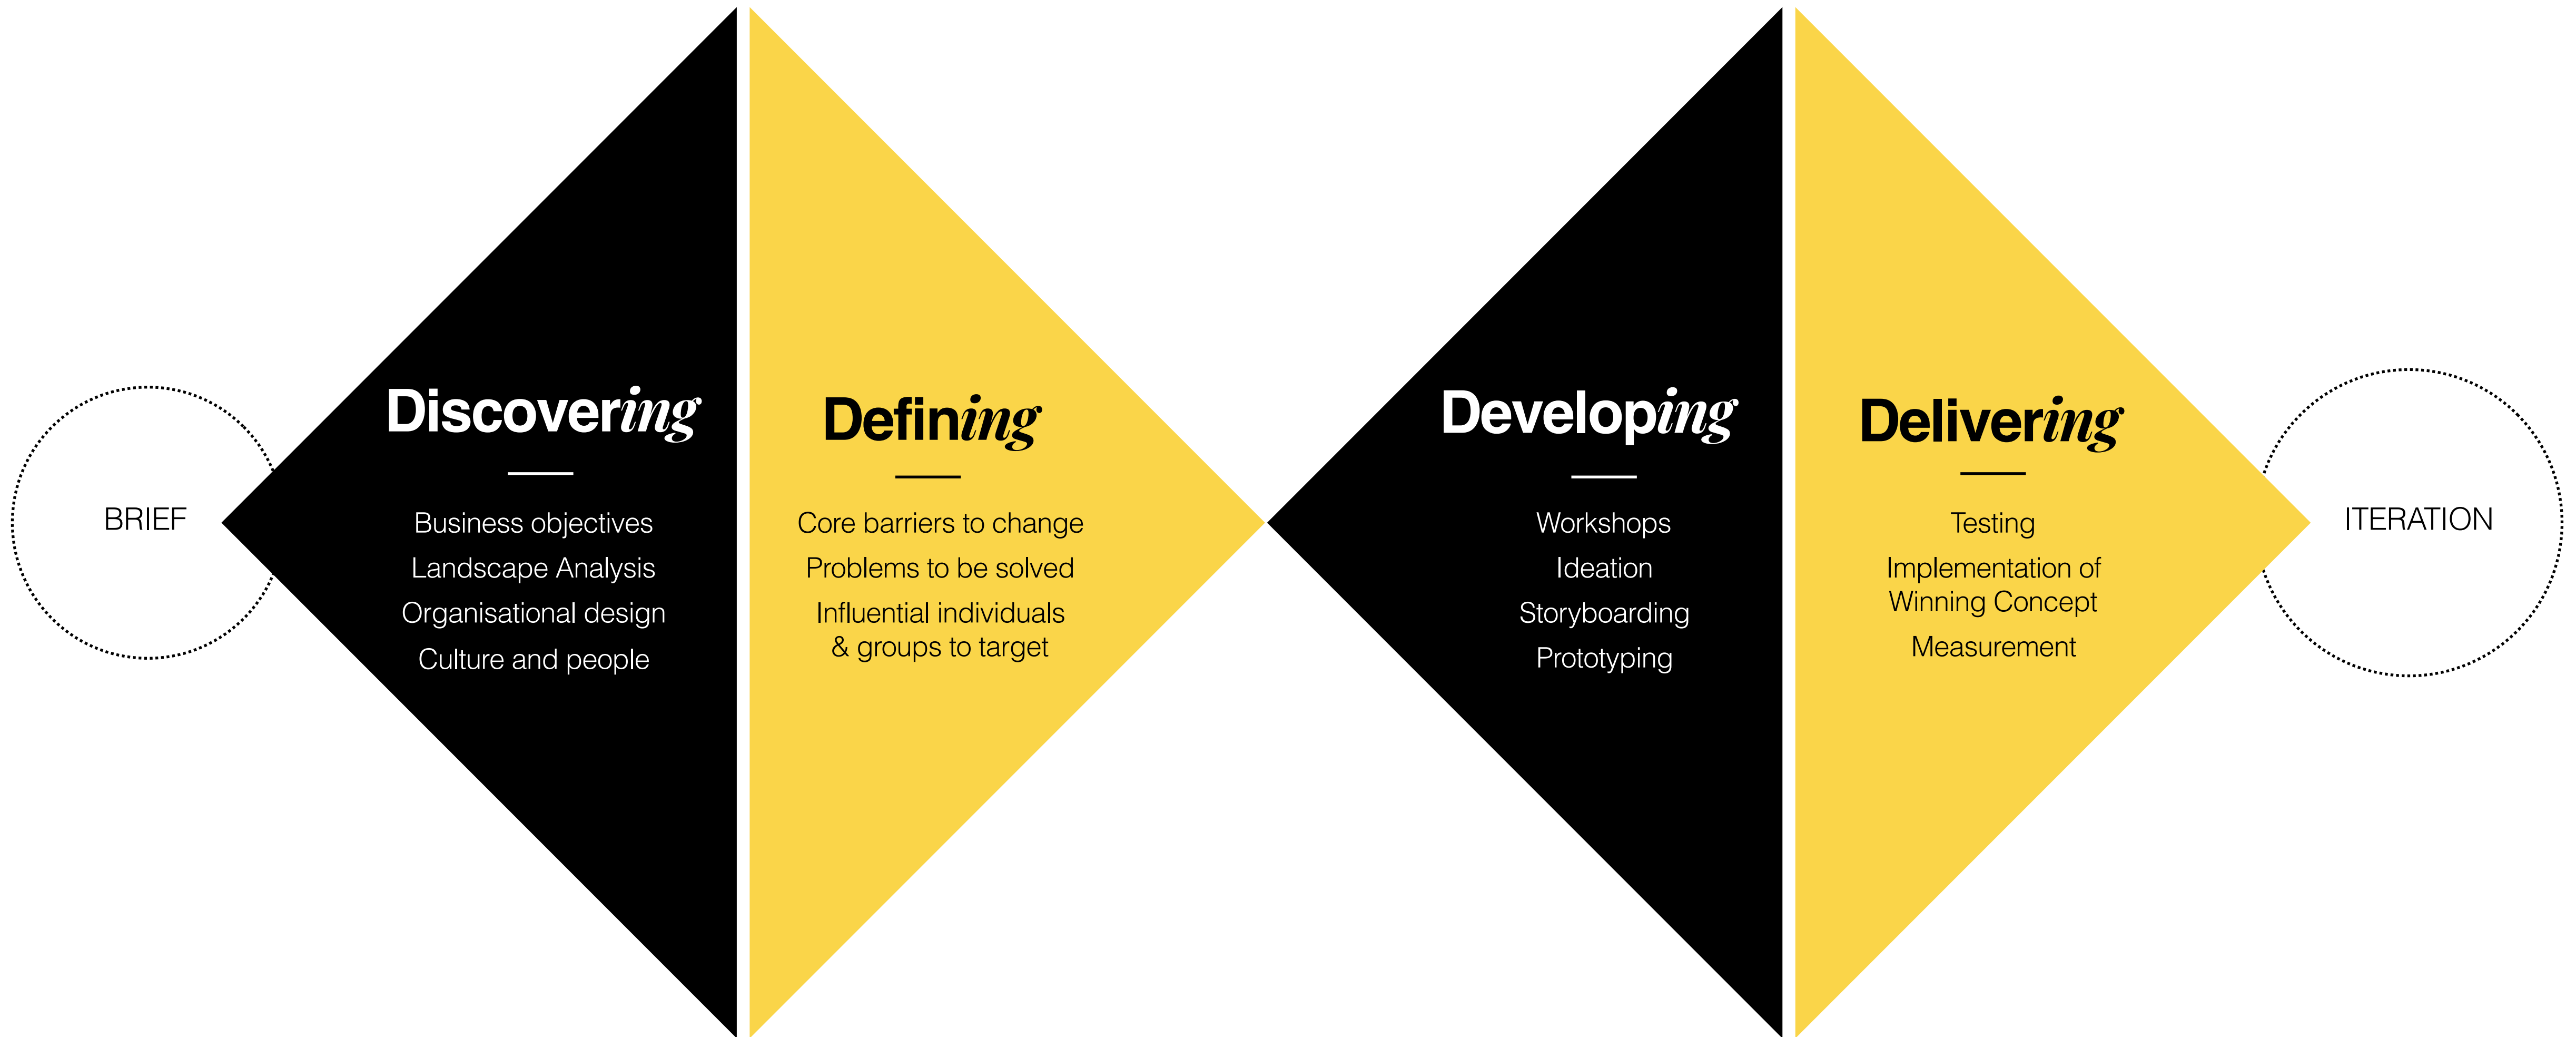 BRIEF
Discovering
Business objectives
Landscape Analysis
Organisational design
Culture and people
Defining
Core barriers to change
Problems to be solved
Influential individuals
& groups to target
Developing
Workshops
Ideation
Storyboarding
Prototyping
Delivering
Testing
Implementation of
Winning Concept
Measurement
ITERATION